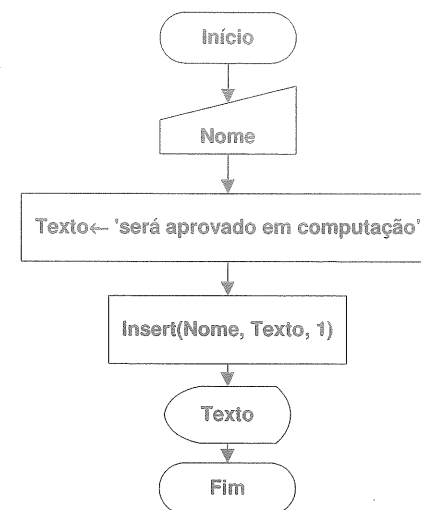 Início
Nome
Texto← 'será aprovado em computação'
Insert(Nome, Texto, 1)
Texto
Fim